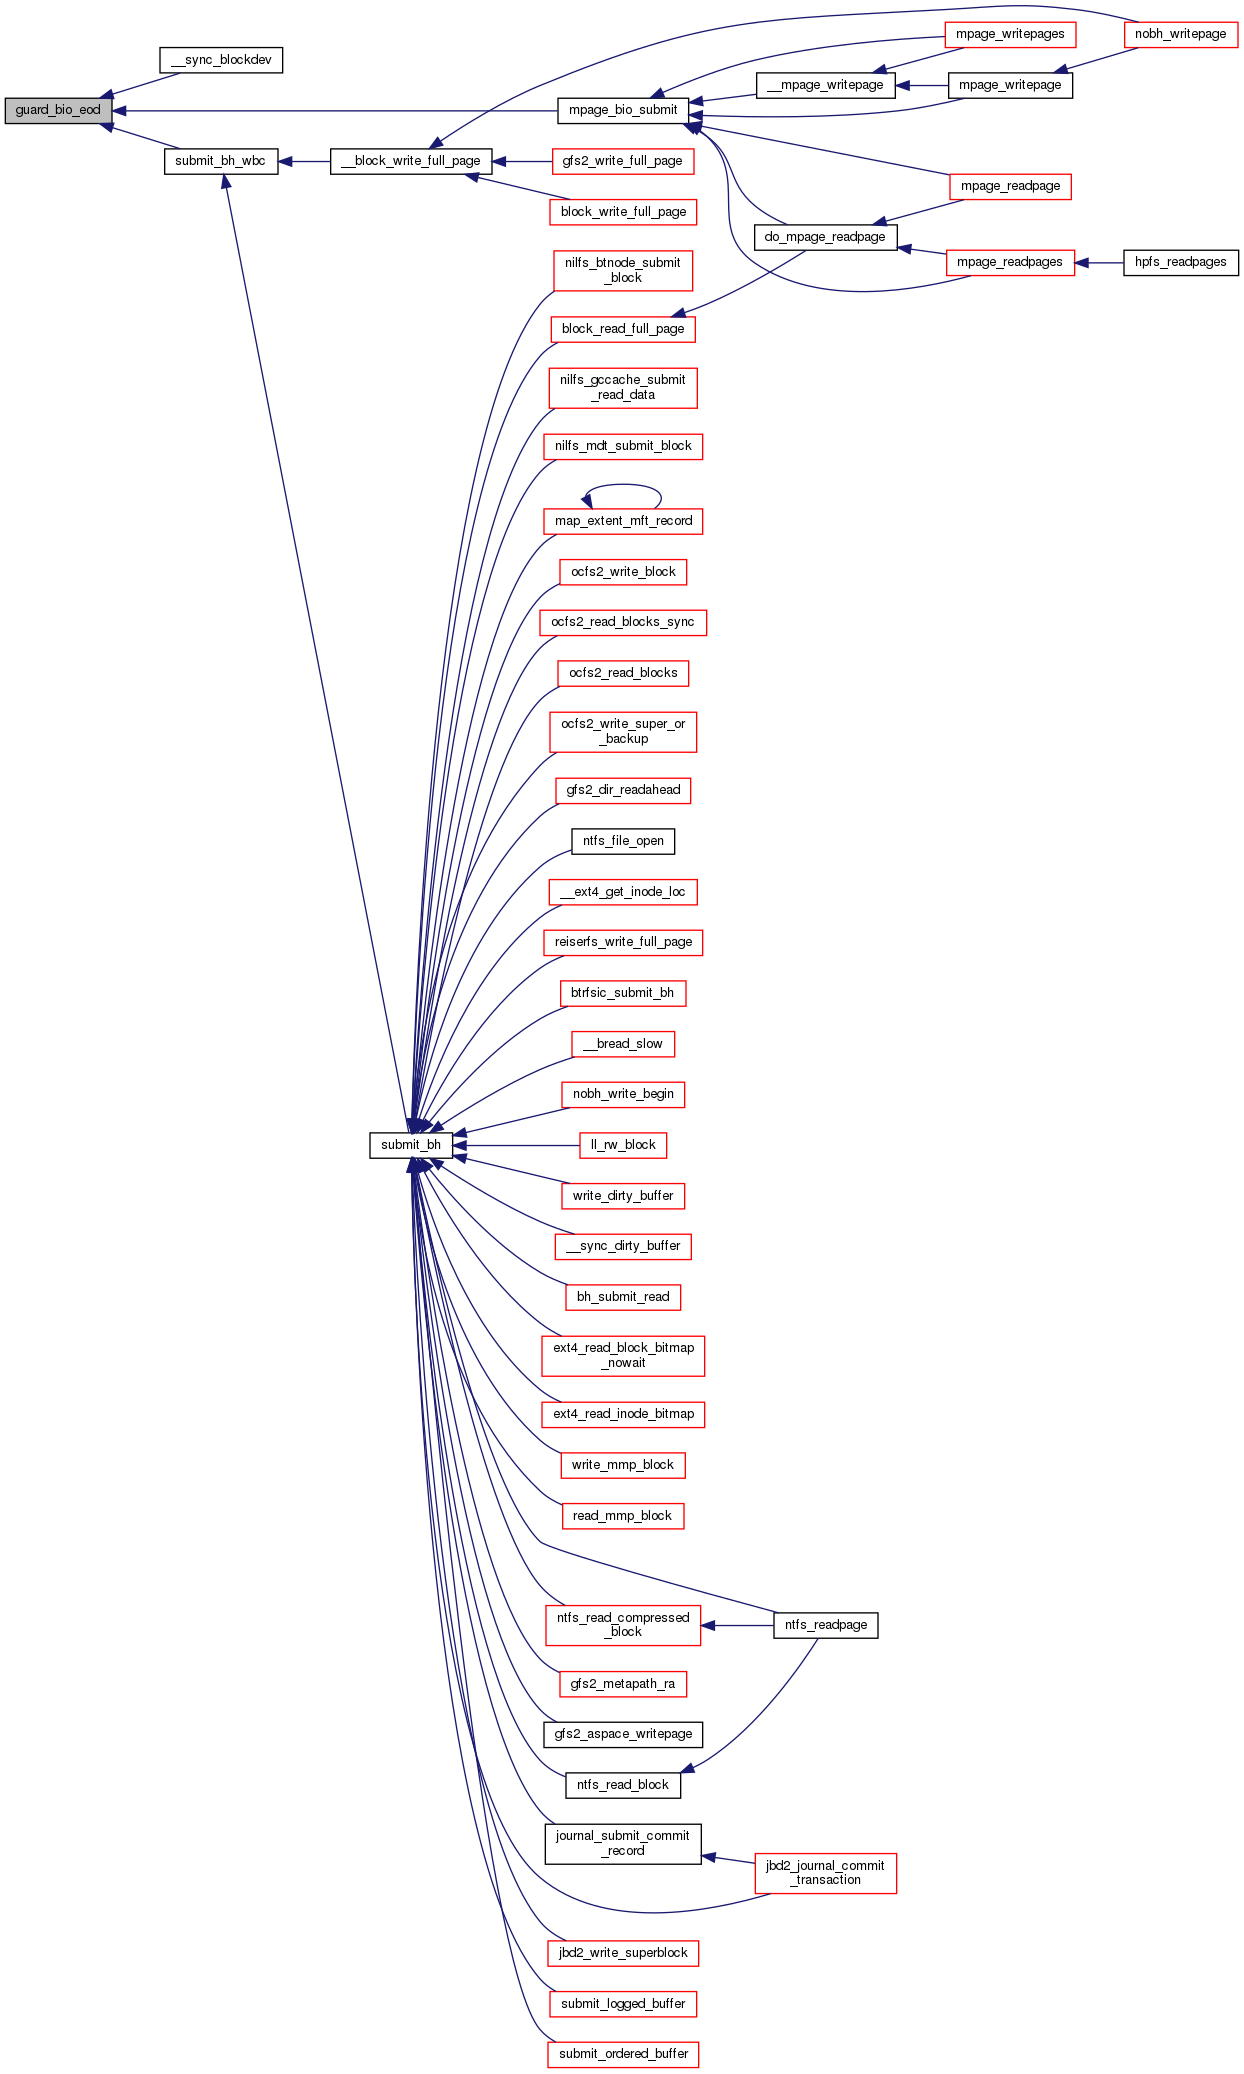 mpage_writepages
nobh_writepage
__sync_blockdev
__mpage_writepage
mpage_writepage
guard_bio_eod
mpage_bio_submit
submit_bh_wbc
__block_write_full_page
gfs2_write_full_page
mpage_readpage
block_write_full_page
do_mpage_readpage
mpage_readpages
hpfs_readpages
nilfs_btnode_submit
_block
block_read_full_page
nilfs_gccache_submit
_read_data
nilfs_mdt_submit_block
map_extent_mft_record
ocfs2_write_block
ocfs2_read_blocks_sync
ocfs2_read_blocks
ocfs2_write_super_or
_backup
gfs2_dir_readahead
ntfs_file_open
__ext4_get_inode_loc
reiserfs_write_full_page
btrfsic_submit_bh
__bread_slow
nobh_write_begin
submit_bh
ll_rw_block
write_dirty_buffer
__sync_dirty_buffer
bh_submit_read
ext4_read_block_bitmap
_nowait
ext4_read_inode_bitmap
write_mmp_block
read_mmp_block
ntfs_read_compressed
_block
ntfs_readpage
gfs2_metapath_ra
gfs2_aspace_writepage
ntfs_read_block
journal_submit_commit
_record
jbd2_journal_commit
_transaction
jbd2_write_superblock
submit_logged_buffer
submit_ordered_buffer